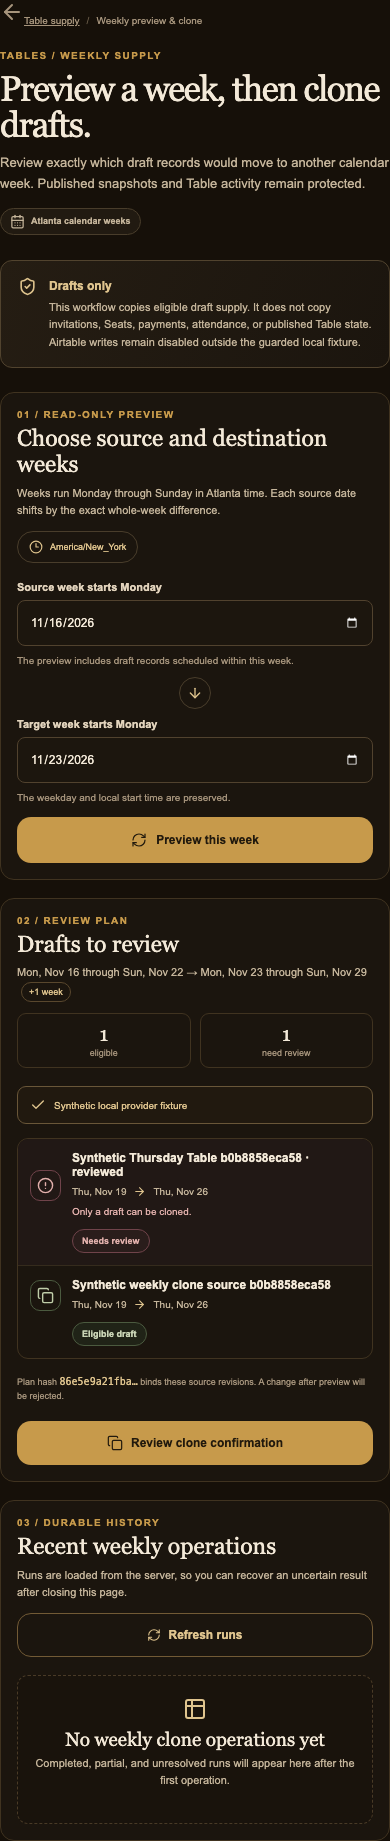 Table supply / Weekly preview & clone
TABLES / WEEKLY SUPPLY
Preview a week, then clone
drafts.
Review exactly which draft records would move to another calendar
week. Published snapshots and Table activity remain protected.
Atlanta calendar weeks
Drafts only
This workflow copies eligible draft supply. It does not copy
invitations, Seats, payments, attendance, or published Table state.
Airtable writes remain disabled outside the guarded local fixture.
01 / READ-ONLY PREVIEW
Choose source and destination
weeks
Weeks run Monday through Sunday in Atlanta time. Each source date
shifts by the exact whole-week difference.
America/New_York
Source week starts Monday
11/16/2026
The preview includes draft records scheduled within this week.
Target week starts Monday
11/23/2026
The weekday and local start time are preserved.
Preview this week
02 / REVIEW PLAN
Drafts to review
Mon, Nov 16 through Sun, Nov 22 → Mon, Nov 23 through Sun, Nov 29
+1 week
1
eligible
1
need review
Synthetic local provider fixture
Synthetic Thursday Table b0b8858eca58 ·
reviewed
Thu, Nov 19 → Thu, Nov 26
Only a draft can be cloned.
Needs review
Synthetic weekly clone source b0b8858eca58
Thu, Nov 19 → Thu, Nov 26
Eligible draft
Plan hash 86e5e9a21fba… binds these source revisions. A change after preview will
be rejected.
Review clone confirmation
03 / DURABLE HISTORY
Recent weekly operations
Runs are loaded from the server, so you can recover an uncertain result
after closing this page.
Refresh runs
No weekly clone operations yet
Completed, partial, and unresolved runs will appear here after the
first operation.